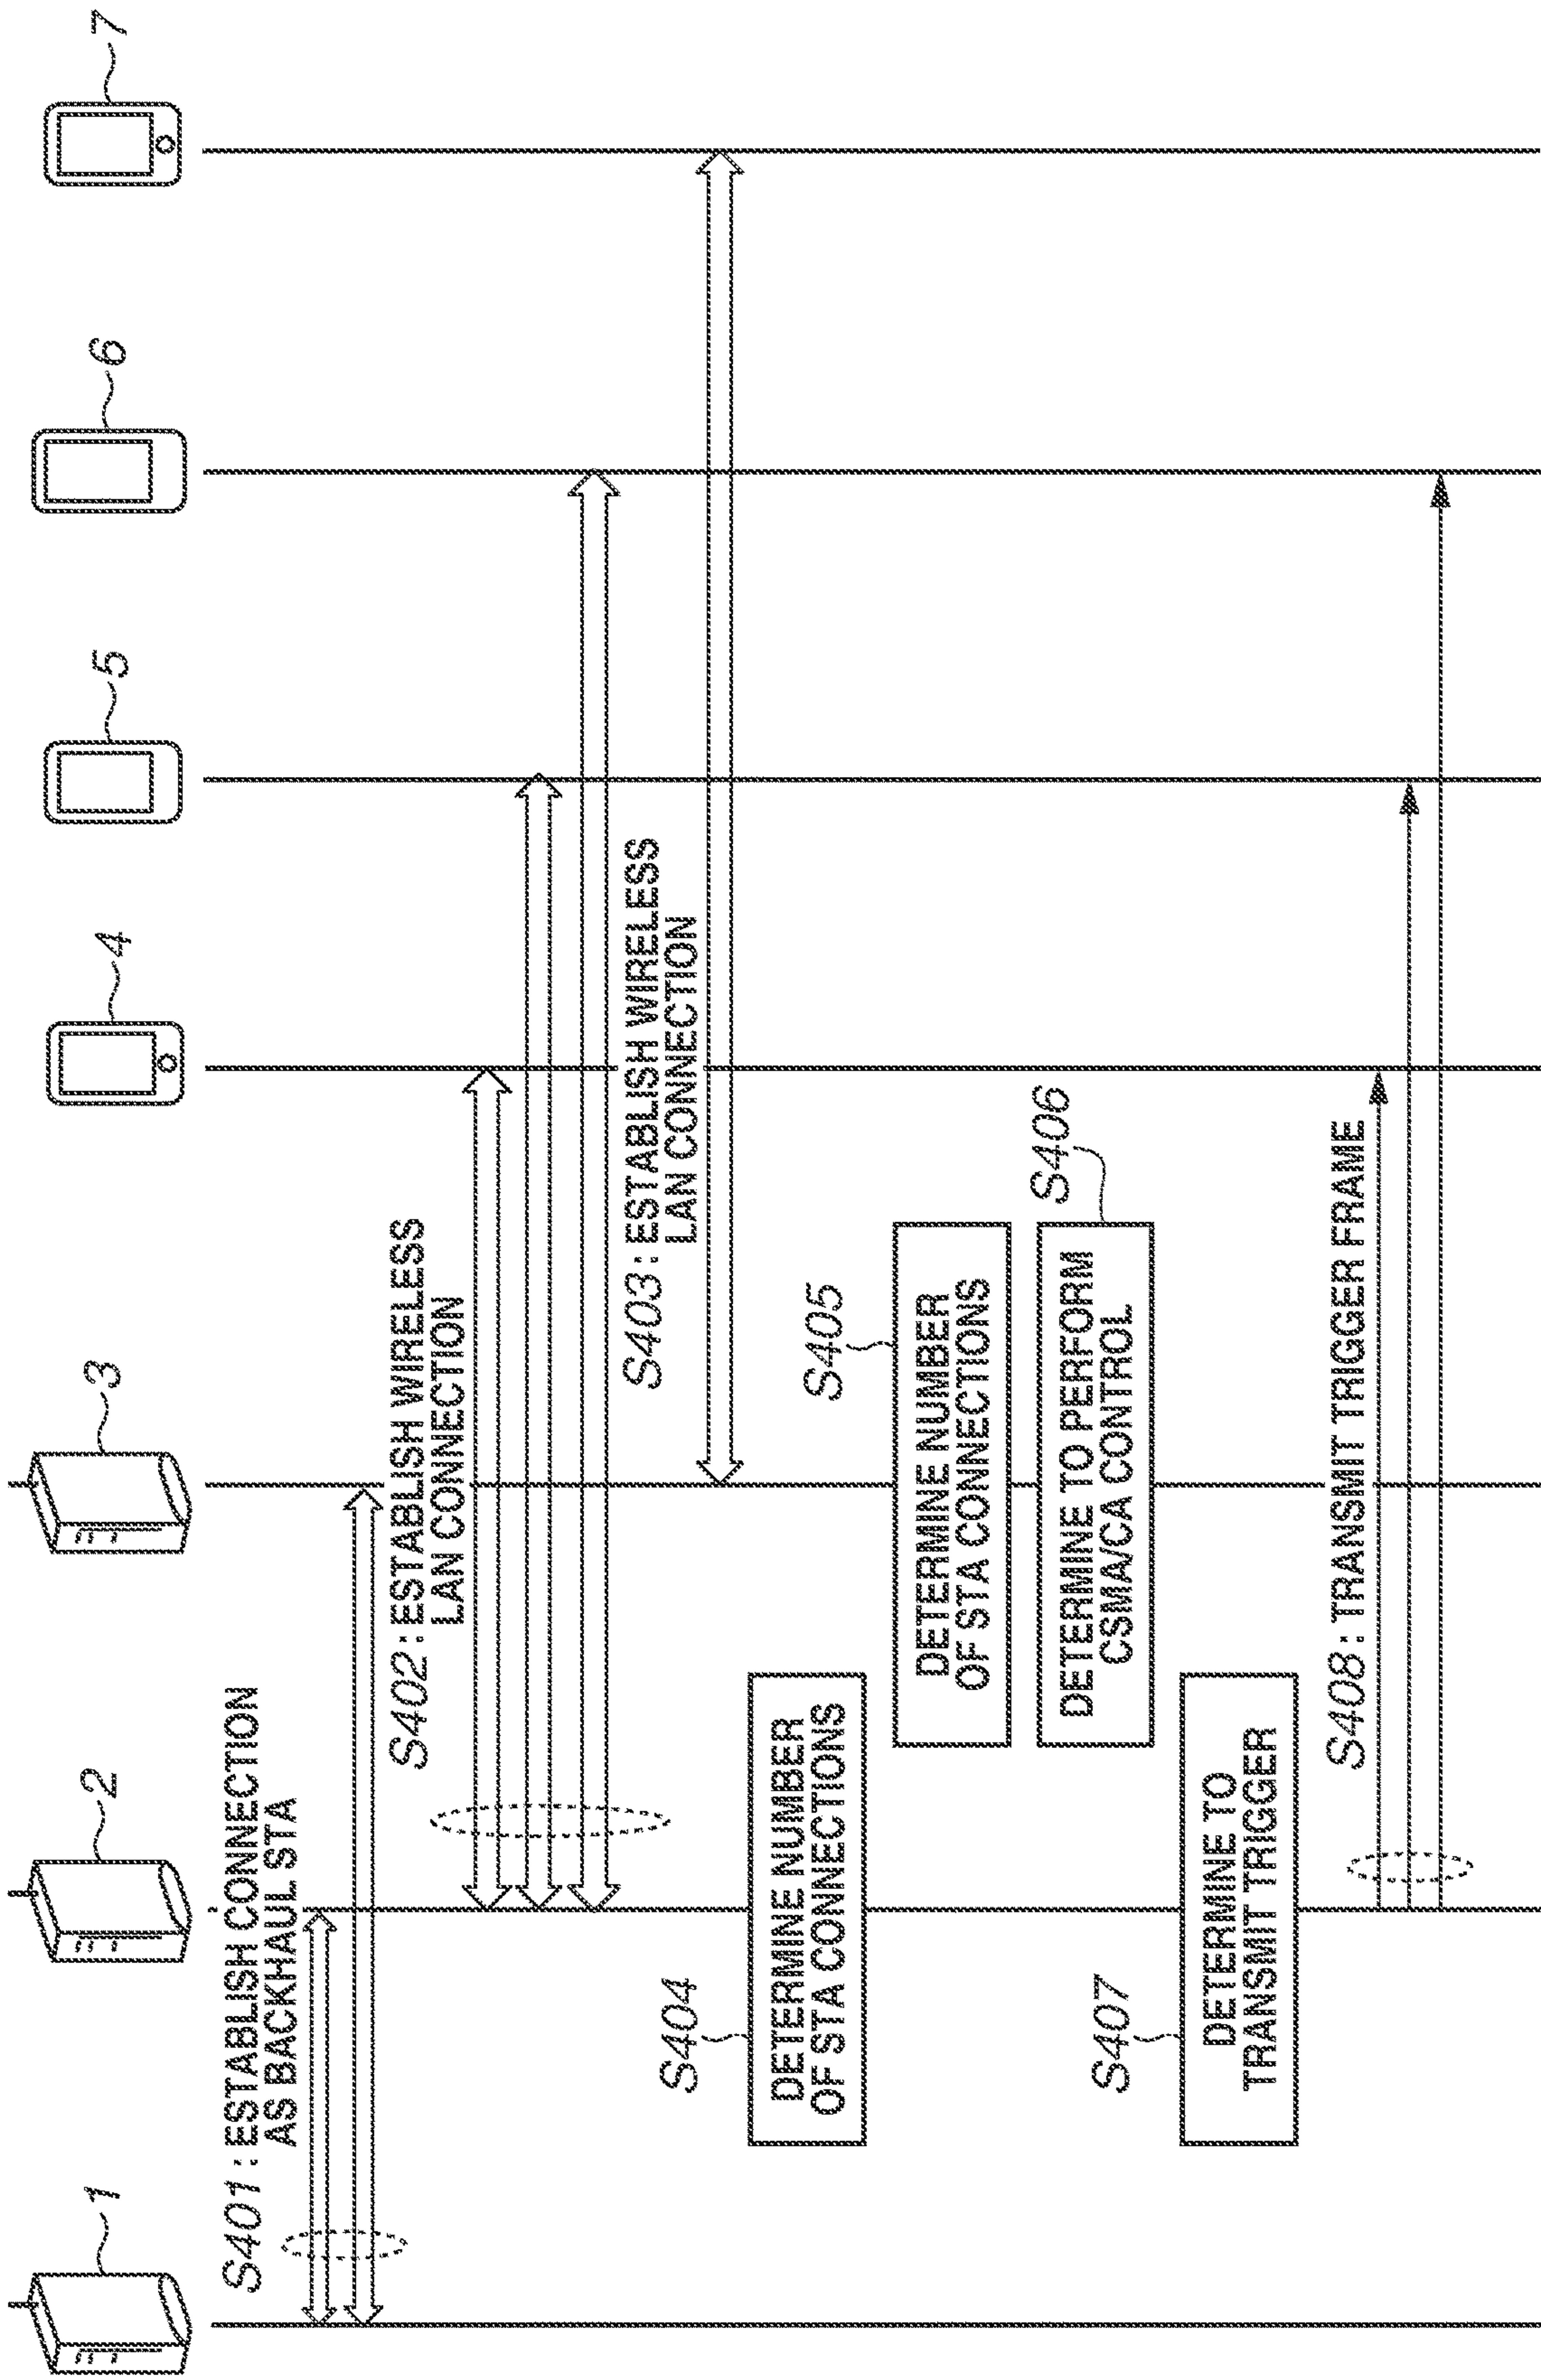 1
2
3
4
5
6
7
S401: ESTABLISH CONNECTION
AS BACKHAUL STA
S402: ESTABLISH WIRELESS
LAN CONNECTION
S403: ESTABLISH WIRELESS
LAN CONNECTION
S404
DETERMINE NUMBER
OF STA CONNECTIONS
S405
DETERMINE NUMBER
OF STA CONNECTIONS
S406
DETERMINE TO PERFORM
CSMA/CA CONTROL
S407
DETERMINE TO
TRANSMIT TRIGGER
S408: TRANSMIT TRIGGER FRAME